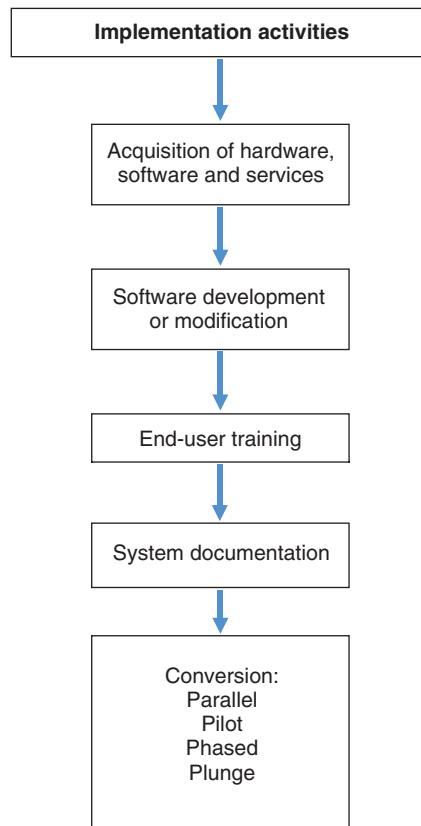 Implementation activities
Acquisition of hardware,
software and services
Software development
or modification
End-user training
System documentation
Conversion:
Parallel
Pilot
Phased
Plunge